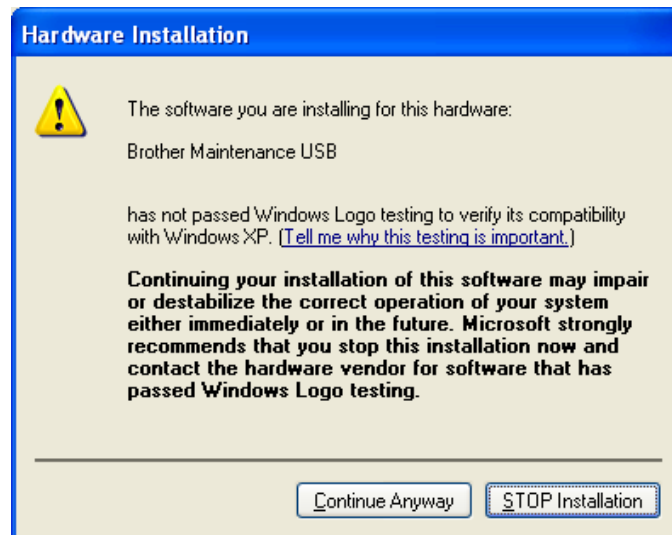 Hardware Installation
The software you are installing for this hardware:
Brother Maintenance USB
has not passed Windows Logo testing to verify its compatibility
with Windows XP. (Tell me why this testing is important.)
Continuing your installation of this software may impair
or destabilize the correct operation of your system
either immediately or in the future. Microsoft strongly
recommends that you stop this installation now and
contact the hardware vendor for software that has
passed Windows Logo testing.
Continue Anyway
STOP Installation